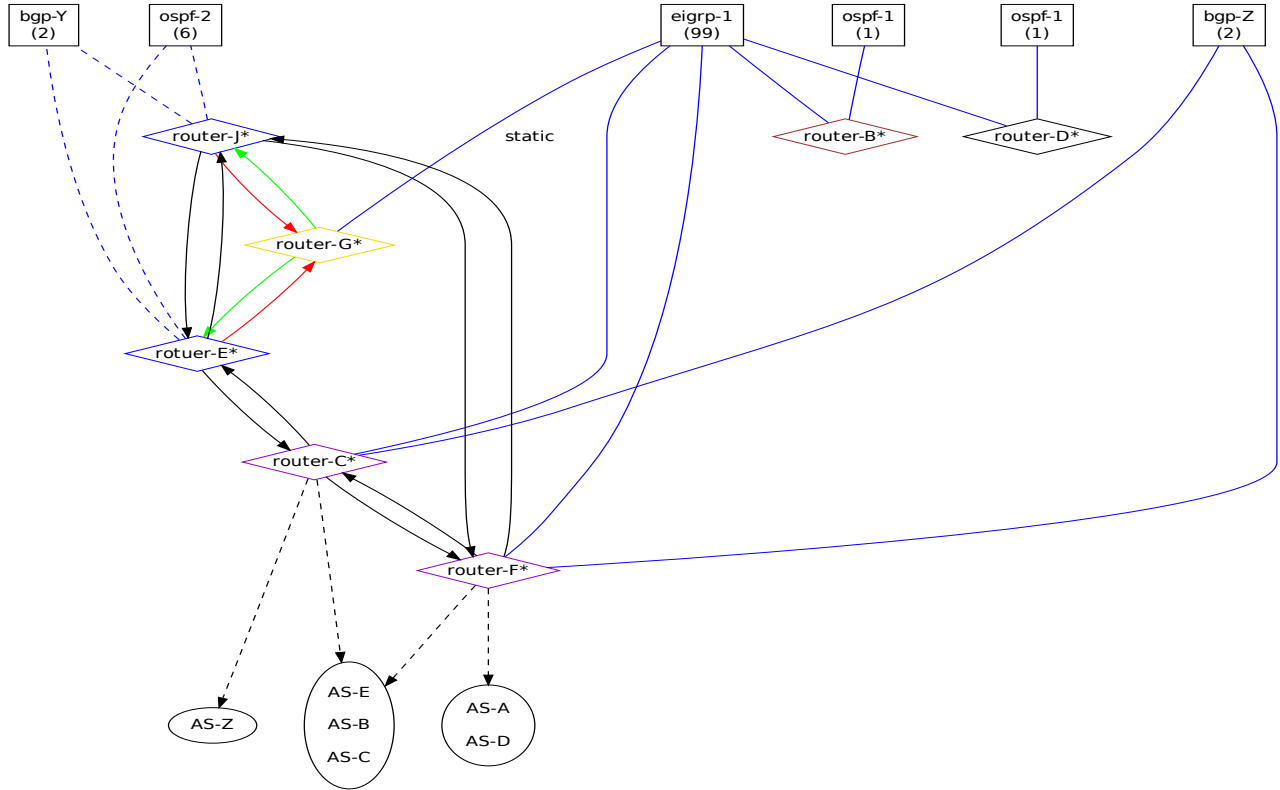 bgp-Y
(2)
ospf-2
(6)
eigrp-1
(99)
ospf-1
(1)
ospf-1
(1)
bgp-Z
(2)
router-J*
static
router-B*
router-D*
router-G*
rotuer-E*
router-C*
router-F*
AS-Z
AS-E
AS-B
AS-C
AS-A
AS-D